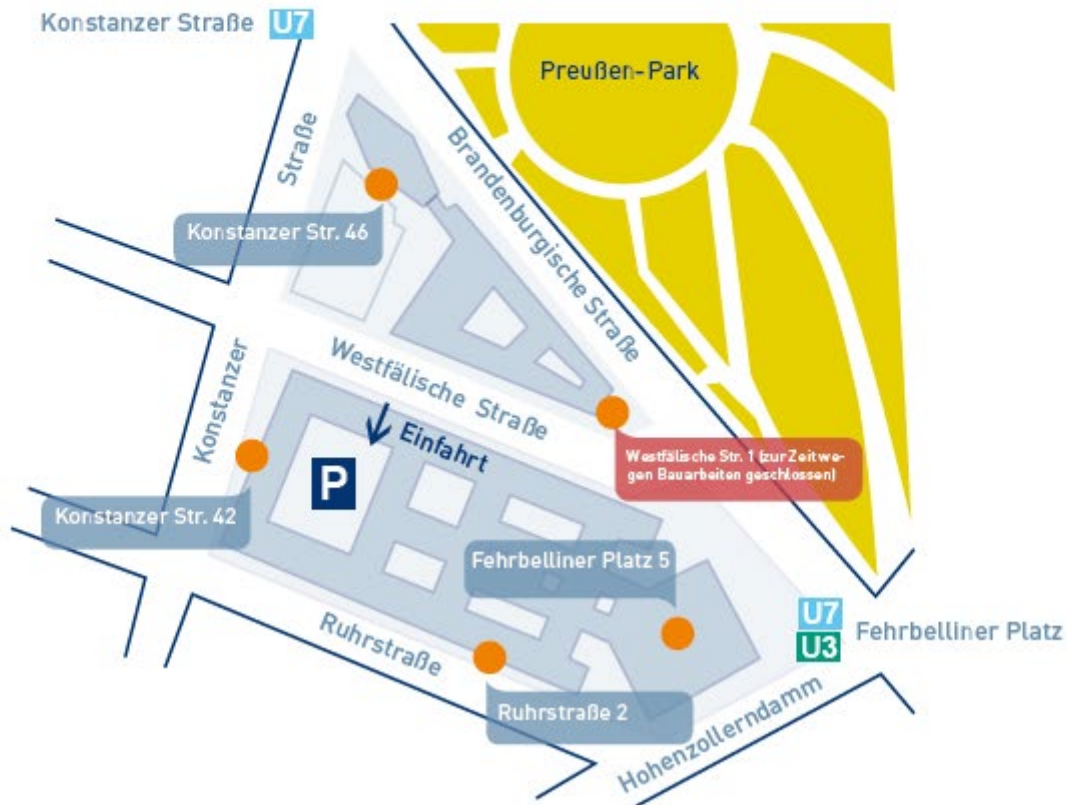 Konstanzer Straße U7
Preußen-Park
Straße
Brandenburgische Straße
Konstanzer Str. 46
Konstanzer
Westfälische Straße
Einfahrt
P
Westfälische Str. 1 (zur Zeit we-
gen Bauarbeiten geschlossen)
Konstanzer Str. 42
Fehrbelliner Platz 5
U7
U3
Fehrbelliner Platz
Ruhrstraße
Ruhrstraße 2
Hohenzollerndamm